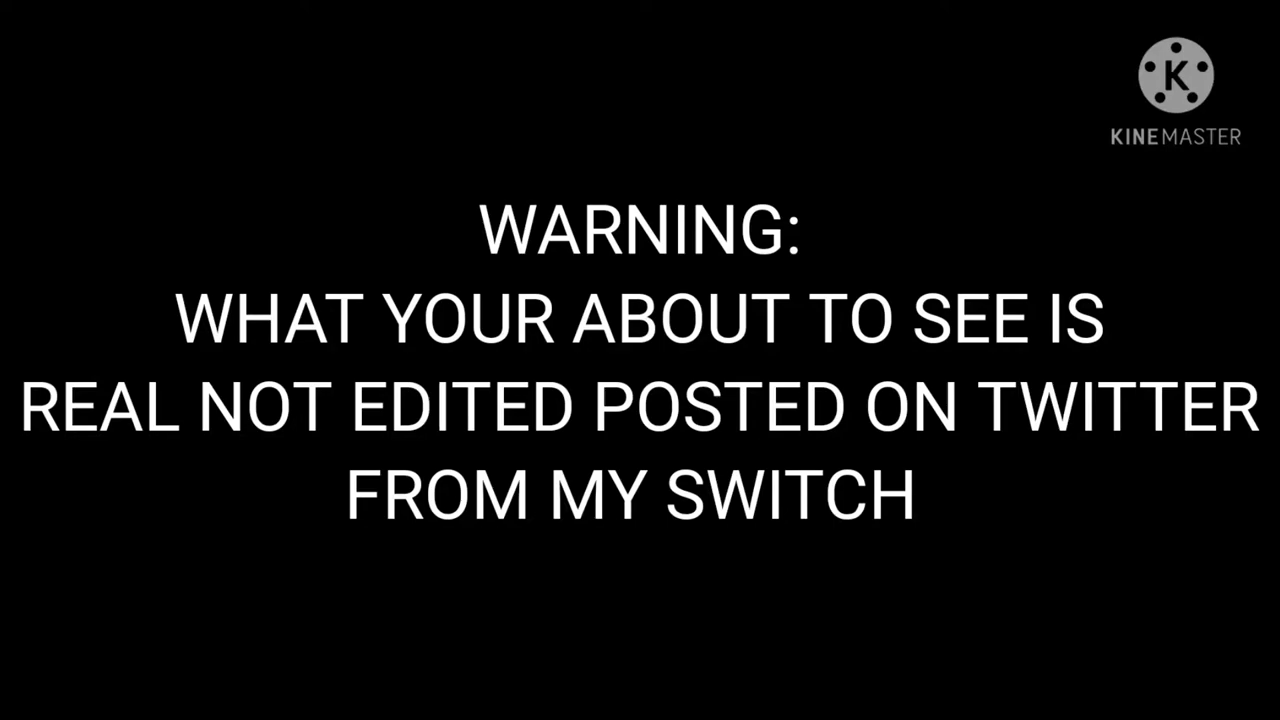 K
KINEMASTER
WARNING:
WHAT YOUR ABOUT TO SEE IS
REAL NOT EDITED POSTED ON TWITTER
FROM MY SWITCH